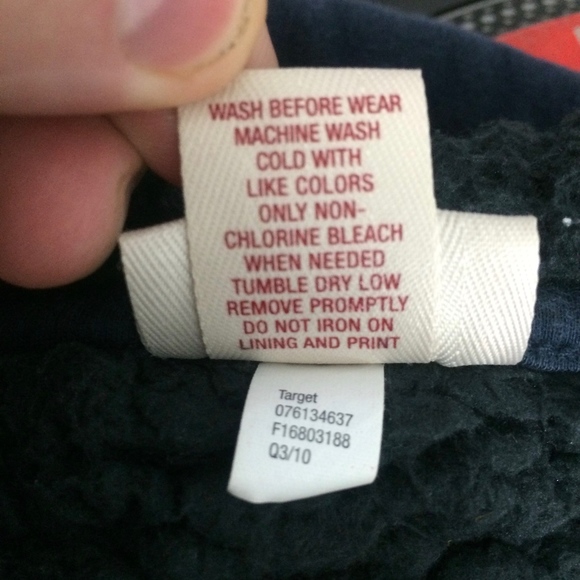 WASH BEFORE WEAR
MACHINE WASH
COLD WITH
LIKE COLORS
ONLY NON-
CHLORINE BLEACH
WHEN NEEDED
TUMBLE DRY LOW
REMOVE PROMPTLY
DO NOT IRON ON
LINING AND PRINT
Target
076134637
F16803188
Q3/10